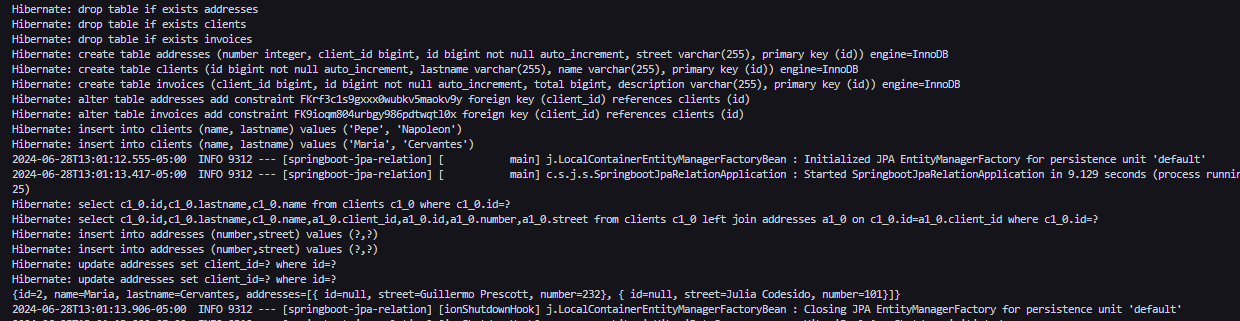 Hibernate: drop table if exists addresses
Hibernate: drop table if exists clients
Hibernate: drop table if exists invoices
Hibernate: create table addresses (number integer, client_id bigint, id bigint not null auto_increment, street varchar(255), primary key (id)) engine=InnoDB
Hibernate: create table clients (id bigint not null auto_increment, lastname varchar(255), name varchar(255), primary key (id)) engine=InnoDB
Hibernate: create table invoices (client_id bigint, id bigint not null auto_increment, total bigint, description varchar(255), primary key (id)) engine=InnoDB
Hibernate: alter table addresses add constraint FKrf3c1s9gxxx0wubkv5maokv9y foreign key (client_id) references clients (id)
Hibernate: alter table invoices add constraint FK9ioqm804urbgy986pdtwqtl0x foreign key (client_id) references clients (id)
Hibernate: insert into clients (name, lastname) values ('Pepe', 'Napoleon')
Hibernate: insert into clients (name, lastname) values ('Maria', 'Cervantes')
2024-06-28T13:01:12.555-05:00  INFO 9312 --- [springboot-jpa-relation] [           main] j.LocalContainerEntityManagerFactoryBean : Initialized JPA EntityManagerFactory for persistence unit 'default'
2024-06-28T13:01:13.417-05:00  INFO 9312 --- [springboot-jpa-relation] [           main] c.s.j.s.SpringbootJpaRelationApplication : Started SpringbootJpaRelationApplication in 9.129 seconds (process runnin
25)
Hibernate: select c1_0.id,c1_0.lastname,c1_0.name from clients c1_0 where c1_0.id=?
Hibernate: select c1_0.id,c1_0.lastname,c1_0.name,a1_0.client_id,a1_0.id,a1_0.number,a1_0.street from clients c1_0 left join addresses a1_0 on c1_0.id=a1_0.client_id where c1_0.id=?
Hibernate: insert into addresses (number,street) values (?,?)
Hibernate: insert into addresses (number,street) values (?,?)
Hibernate: update addresses set client_id=? where id=?
Hibernate: update addresses set client_id=? where id=?
{id=2, name=Maria, lastname=Cervantes, addresses=[{ id=null, street=Guillermo Prescott, number=232}, { id=null, street=Julia Codesido, number=101}]}
2024-06-28T13:01:13.906-05:00  INFO 9312 --- [springboot-jpa-relation] [ionShutdownHook] j.LocalContainerEntityManagerFactoryBean : Closing JPA EntityManagerFactory for persistence unit 'default'